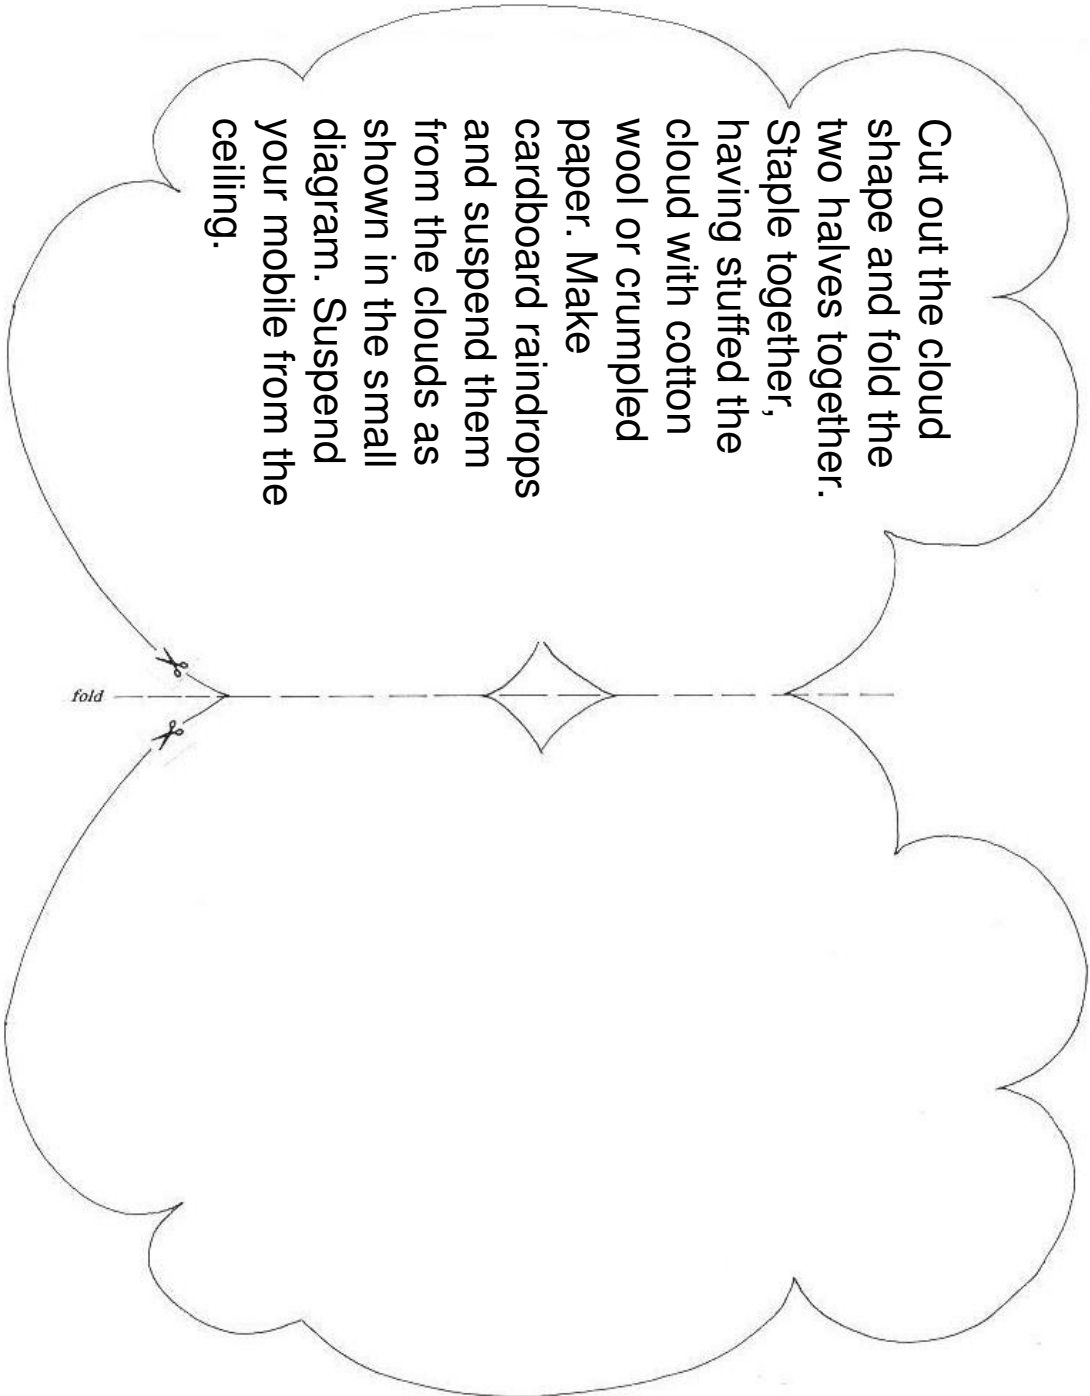 Cut out the cloud
shape and fold the
two halves together.
Staple together,
having stuffed the
cloud with cotton
wool or crumpled
paper. Make
cardboard raindrops
and suspend them
from the clouds as
shown in the small
diagram. Suspend
your mobile from the
ceiling.
fold